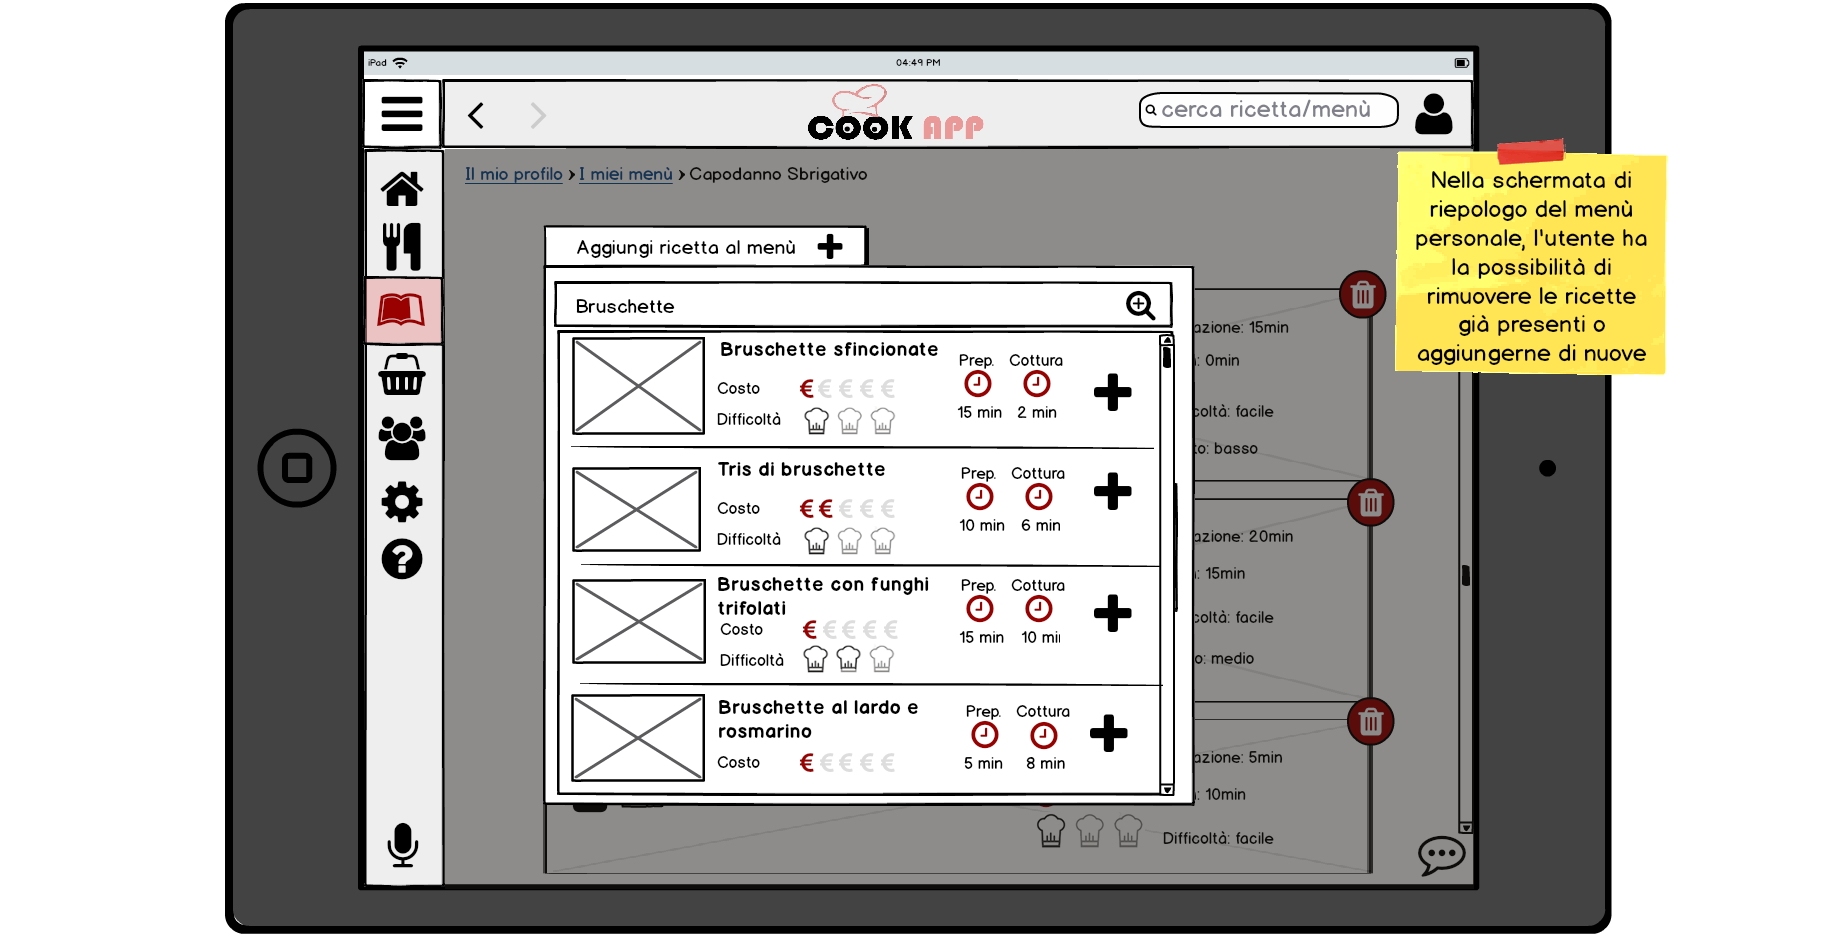 iPad
04:49 PM
COOK APP
cerca ricetta/menù
Il mio profilo > I miei menù > Capodanno Sbrigativo
Nella schermata di
riepologo del menù
personale, l'utente ha
la possibilità di
rimuovere le ricette
già presenti o
aggiungerne di nuove
Aggiungi ricetta al menù
Bruschette
Bruschette sfincionate
Prep. Cottura
Costo € € € € €
15 min 2 min
Difficoltà
Tris di bruschette
Prep. Cottura
Costo € € € € €
10 min 6 min
Difficoltà
Bruschette con funghi
trifolati
Prep. Cottura
Costo € € € € €
15 min 10 mi
Difficoltà
Bruschette al lardo e
rosmarino
Prep. Cottura
Costo € € € € €
5 min 8 min
azione: 15min
: 0min
coltà: facile
to: basso
azione: 20min
: 15min
coltà: facile
o: medio
azione: 5min
: 10min
Difficoltà: facile